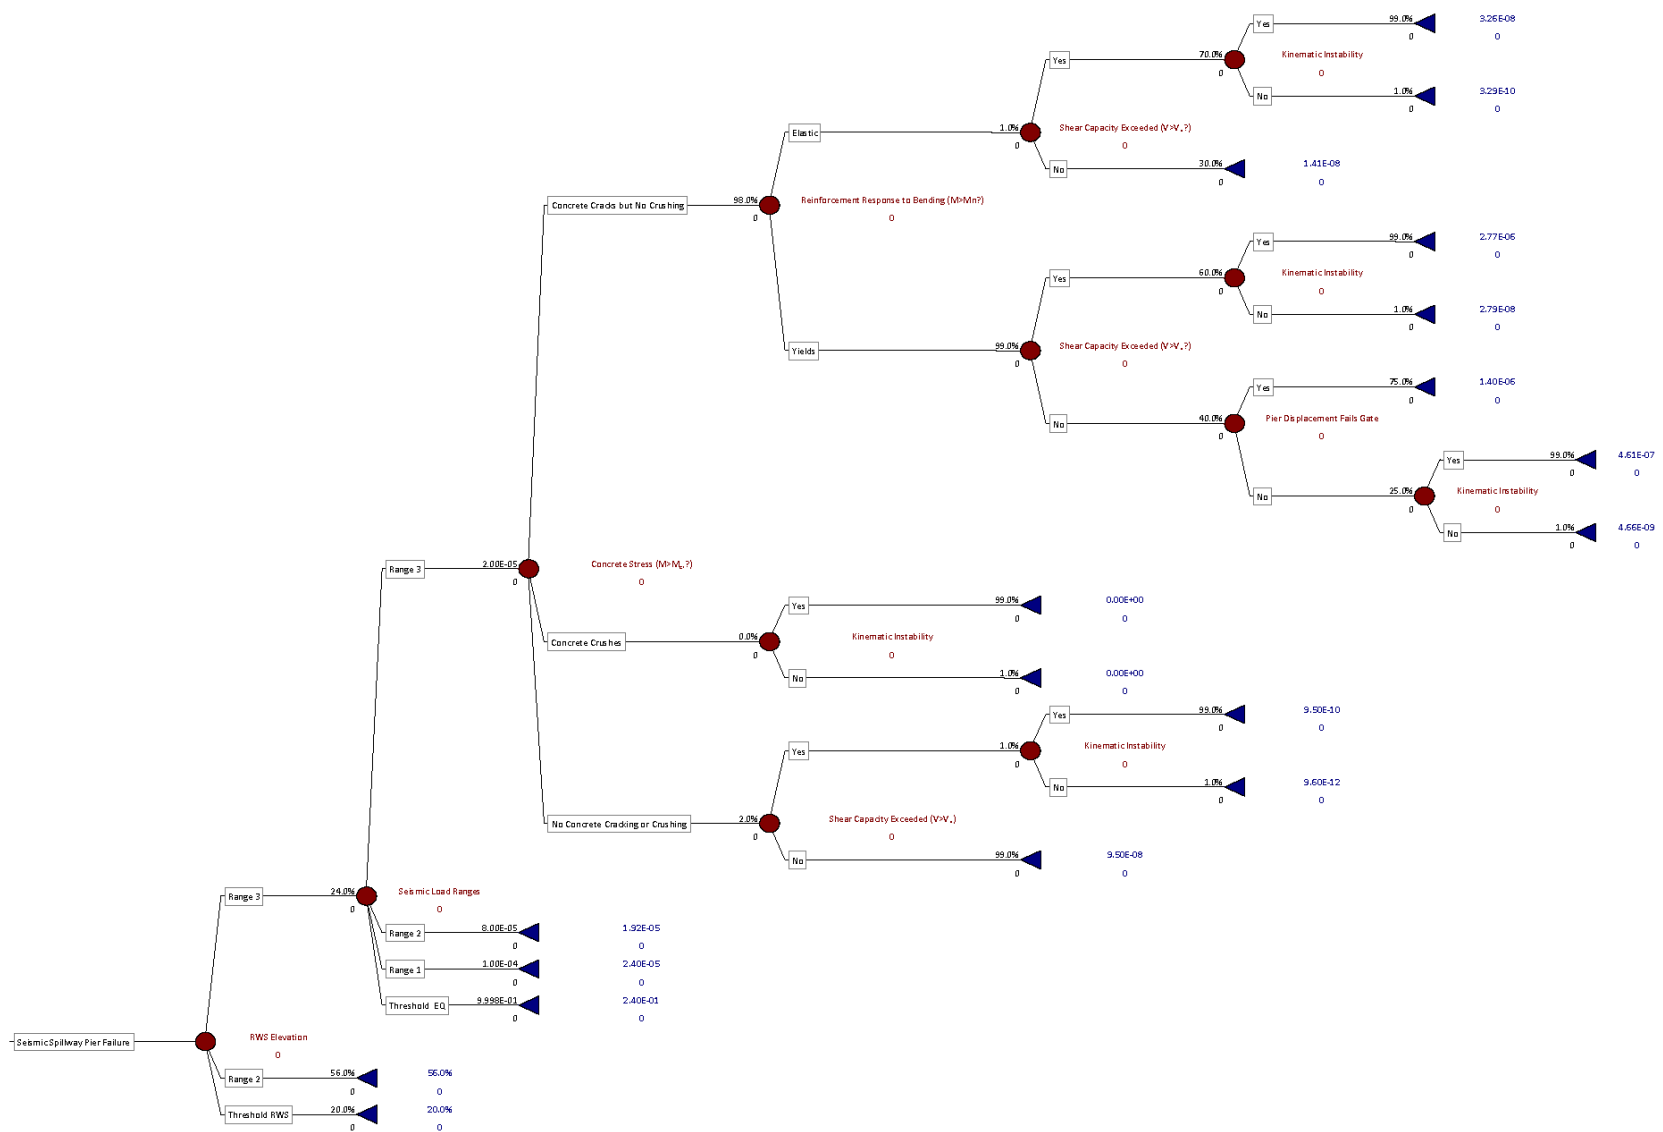 Yes 99.0% 3.26E-08
0 0
70.0% Kinematic Instability
Yes
0 0
No 1.0% 3.29E-10
0 0
Elastic 1.0% Shear Capacity Exceeded (V>Vₙ?)
0 0
No 30.0% 1.41E-08
0 0
Concrete Cracks but No Crushing 98.0% Reinforcement Response to Bending (M>Mn?)
0 0
Yes 99.0% 2.77E-06
0 0
Yes 60.0% Kinematic Instability
0 0
No 1.0% 2.79E-08
0 0
Yields 99.0% Shear Capacity Exceeded (V>Vₙ?)
0 0
Yes 75.0% 1.40E-06
0 0
No 40.0% Pier Displacement Fails Gate
0 0
Yes 99.0% 4.61E-07
0 0
No 25.0% Kinematic Instability
0 0
No 1.0% 4.66E-09
0 0
Range 3 2.00E-05 Concrete Stress (M>M
0 0
Yes 99.0% 0.00E+00
0 0
Concrete Crushes 0.0% Kinematic Instability
0 0
No 1.0% 0.00E+00
0 0
Yes 99.0% 9.50E-10
0 0
Yes 1.0% Kinematic Instability
0 0
No 1.0% 9.60E-12
0 0
No Concrete Cracking or Crushing 2.0% Shear Capacity Exceeded (V>Vₙ)
0 0
No 99.0% 9.50E-08
0 0
Range 3 24.0% Seismic Load Ranges
0 0
Range 2 8.00E-05 1.92E-05
0 0
Range 1 1.00E-04 2.40E-05
0 0
Threshold EQ 9.998E-01 2.40E-01
0 0
Seismic Spillway Pier Failure RWS Elevation
0
Range 2 56.0% 56.0%
0 0
Threshold RWS 20.0% 20.0%
0 0